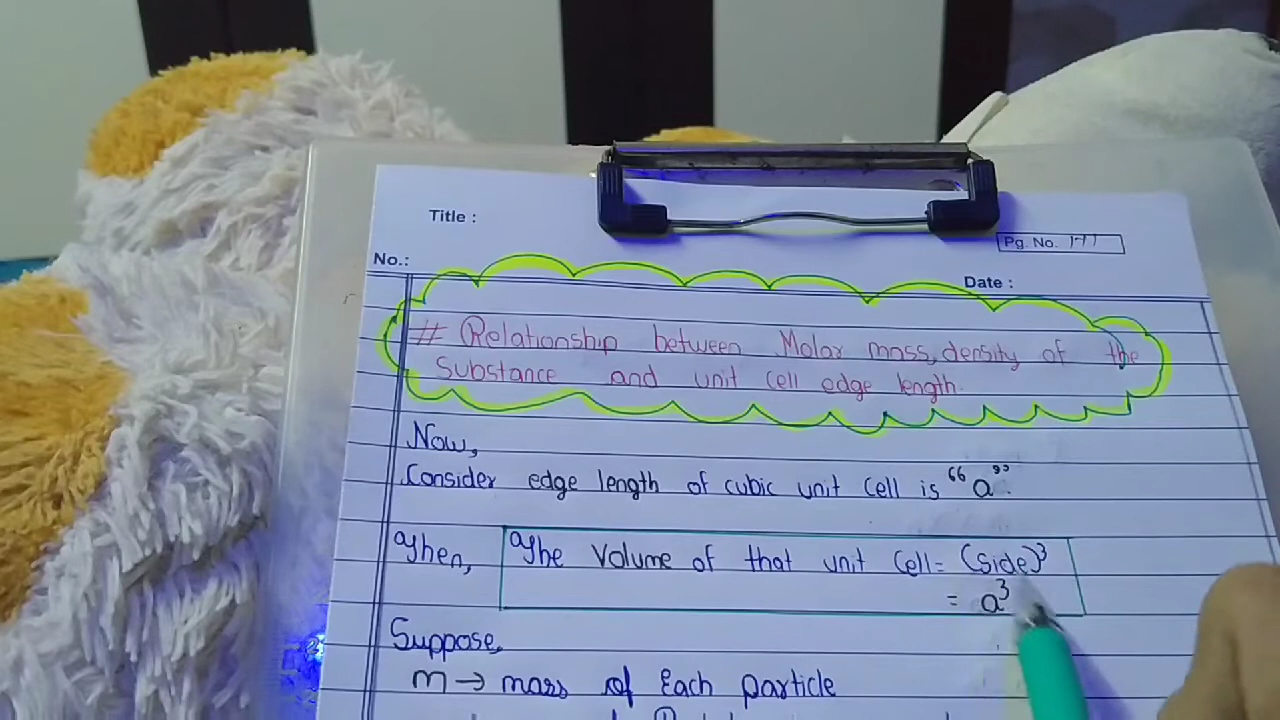 Title :
Pg. No.
No.:
Date :
# Relationship between Molar mass, density of the
Substance and unit cell edge length.
Now,
Consider edge length of cubic unit cell is “a”.
Then, The Volume of that unit Cell= (Side)³
= a³
Suppose,
m → mass of Each particle